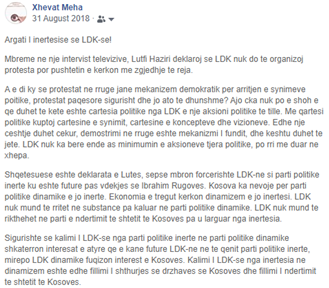 Xhevat Meha
31 August 2018 ·
Argati I inertesise se LDK-se!
Mbreme ne nje intervist televizive, Lutfi Haziri deklaroj se LDK nuk do te organizoj
protesta por pushtetin e kerkon me zgjedhje te reja.
A e di ky se protestat ne rruge jane mekanizem demokratik per arritjen e synimeve
poitike, protestat paqesore sigurisht dhe jo ato te dhunshme? Ajo cka nuk po e shoh e
qe duhet te kete eshte cartesia politike nga LDK e nje aksioni politike te tille. Me qartesi
politike kuptoj cartesine e synimit, cartesine e koncepteve dhe vizioneve. Edhe nje
ceshtje duhet cekur, demostrimi ne rruge eshte mekanizmi I fundit, dhe keshtu duhet te
jete. LDK nuk ka bere ende as minimumin e aksioneve tjera politike, po rri me duar ne
xhepa.
Shqetesuese eshte deklarata e Lutes, sepse mbron forcerishte LDK-ne si parti politike
inerte ku eshte future pas vdekjes se Ibrahim Rugoves. Kosova ka nevoje per parti
politike dinamike e jo inerte. Ekonomia e tregut kerkon dinamizem e jo inertesi. LDK
nuk mund te rritet ne substance pa kaluar ne parti politike dinamike. LDK nuk mund te
rikthehet ne parti e ndertimit te shtetit te Kosoves pa u larguar nga inertesia.
Sigurishte se kalimi I LDK-se nga parti politike inerte ne parti politike dinamike
shkaterron interesat e atyre qe e kane future LDK-ne ne te qenit parti politike inerte,
mirepo LDK dinamike fuqizon interest e Kosoves. Kalimi I LDK-se nga inertesia ne
dinamizem eshte edhe fillimi I shthurjes se drzhaves se Kosoves dhe fillimi I ndertimit
te shtetit te Kosoves.